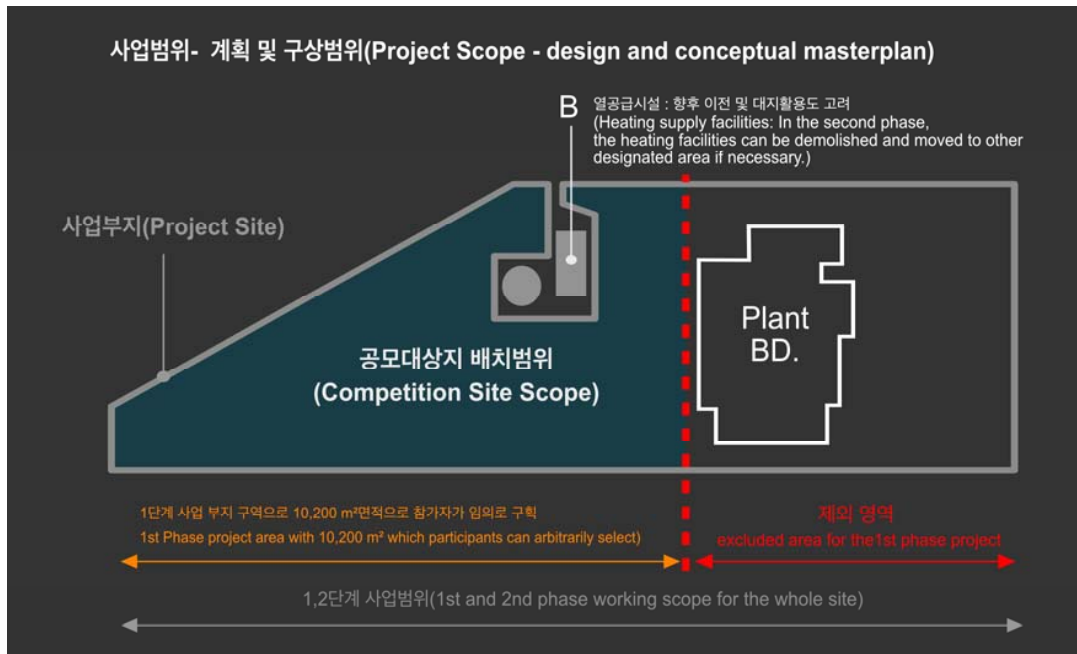 사업범위- 계획 및 구상범위(Project Scope - design and conceptual masterplan)
B
열공급시설 : 향후 이전 및 대지활용도 고려
(Heating supply facilities: In the second phase,
the heating facilities can be demolished and moved to other
designated area if necessary.)
사업부지(Project Site)
Plant
BD.
공모대상지 배치범위
(Competition Site Scope)
1단계 사업 부지 구역으로 10,200 m²면적으로 참가자가 임의로 구획
1st Phase project area with 10,200 m² which participants can arbitrarily select)
제외 영역
excluded area for the1st phase project
1,2단계 사업범위(1st and 2nd phase working scope for the whole site)